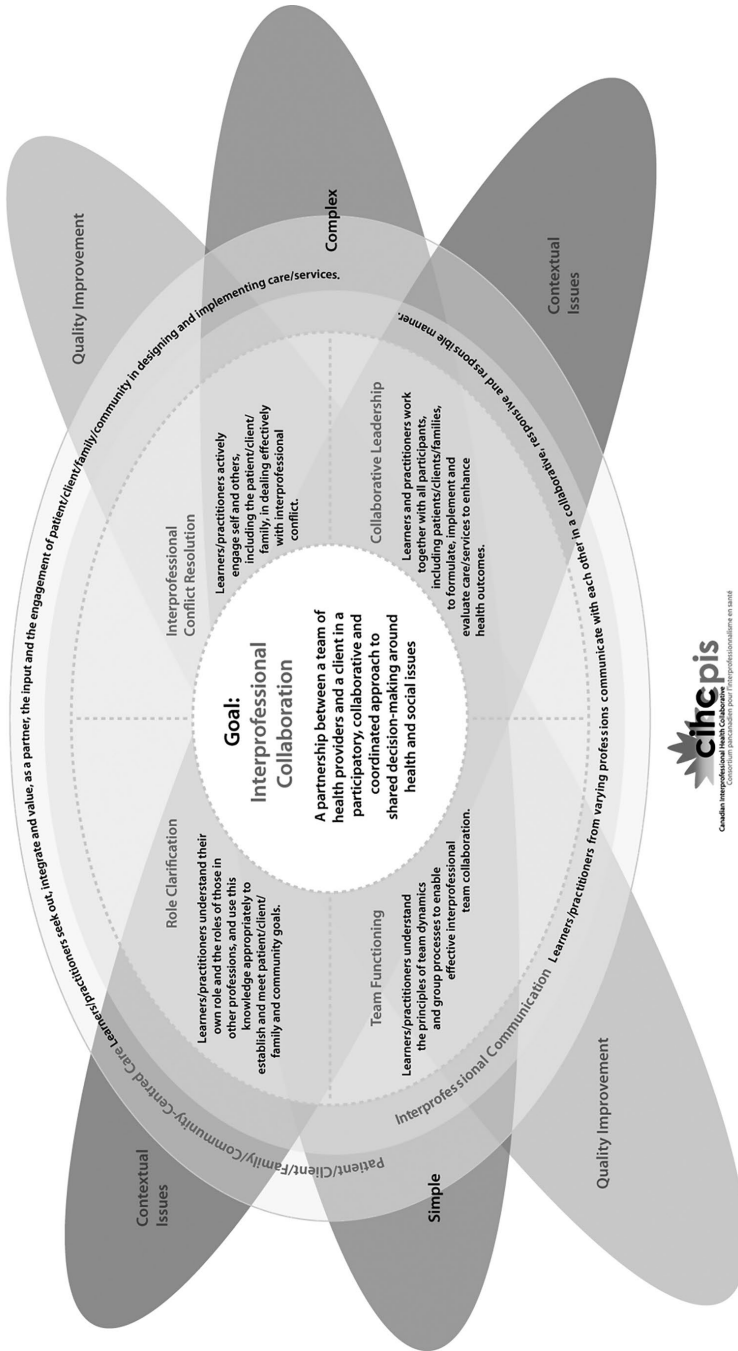 Learners/practitioners seek out, integrate and value, as a partner, the input and the engagement of patient/client/family/community in designing and implementing care/services.
Patient/Client/Family/Community-Centred Care
Contextual
Issues
Quality Improvement
Role Clarification
Learners/practitioners understand their
own role and the roles of those in
other professions, and use this
knowledge appropriately to
establish and meet patient/client/
family and community goals.
Interprofessional
Conflict Resolution
Learners/practitioners actively
engage self and others,
including the patient/client/
family, in dealing effectively
with interprofessional
conflict.
Goal:
Interprofessional
Collaboration
A partnership between a team of
health providers and a client in a
participatory, collaborative and
coordinated approach to
shared decision-making around
health and social issues
Simple
Complex
Team Functioning
Learners/practitioners understand
the principles of team dynamics
and group processes to enable
effective interprofessional
team collaboration.
Collaborative Leadership
Learners and practitioners work
together with all participants,
including patients/clients/families,
to formulate, implement and
evaluate care/services to enhance
health outcomes.
Interprofessional Communication Learners/practitioners from varying professions communicate with each other in a collaborative, responsive and responsible manner.
Quality Improvement
Contextual
Issues
cihcpis
Canadian Interprofessional Health Collaborative
Consortium pancanadien pour l'interprofessionnalisme en santé